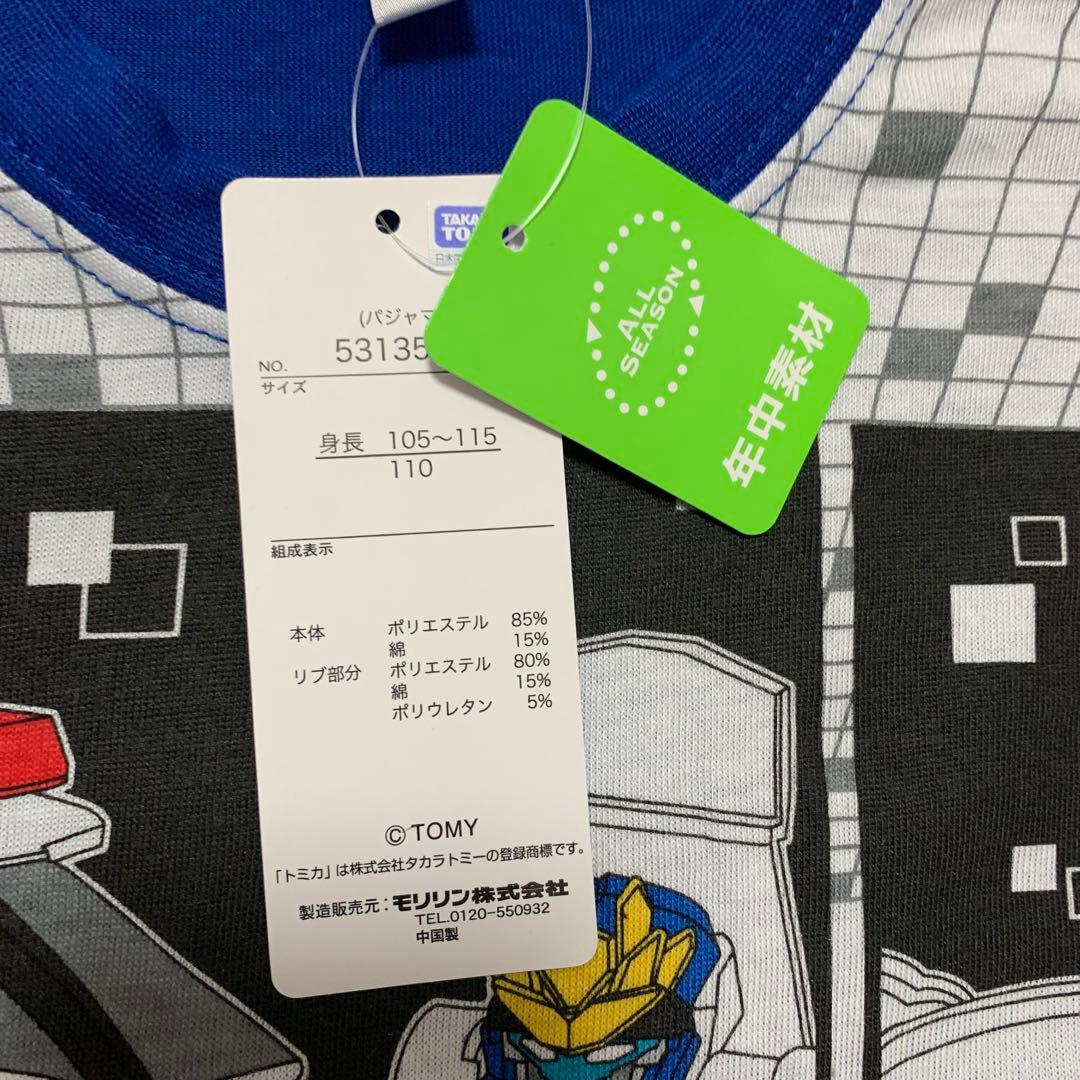 (パジャマ
NO. 53135
サイズ
身長 105〜115
110
組成表示
本体 ポリエステル 85%
綿 15%
リブ部分 ポリエステル 80%
綿 15%
ポリウレタン 5%
© TOMY
「トミカ」は株式会社タカラトミーの登録商標です。
製造販売元：モリリン株式会社
TEL.0120-550932
中国製
ALL
SEASON
年中素材